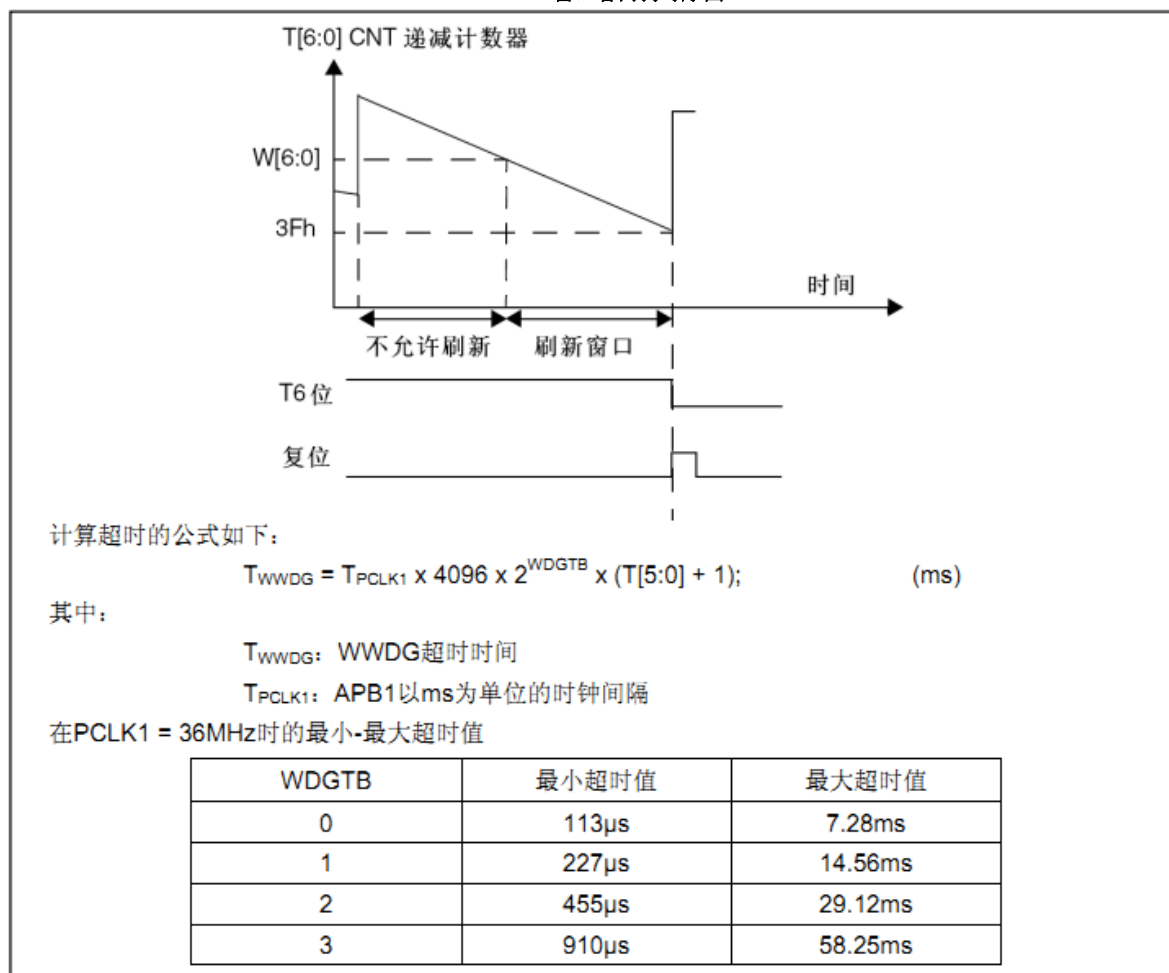 T[6:0] CNT 递减计数器
W[6:0]
3Fh
时间
不允许刷新 刷新窗口
T6位
复位
计算超时的公式如下：
TWWDG = TPCLK1 x 4096 x 2^WDGTB x (T[5:0] + 1); (ms)
其中：
TWWDG：WWDG超时时间
TPCLK1：APB1以ms为单位的时钟间隔
在PCLK1 = 36MHz时的最小-最大超时值
WDGTB 最小超时值 最大超时值
0 113μs 7.28ms
1 227μs 14.56ms
2 455μs 29.12ms
3 910μs 58.25ms